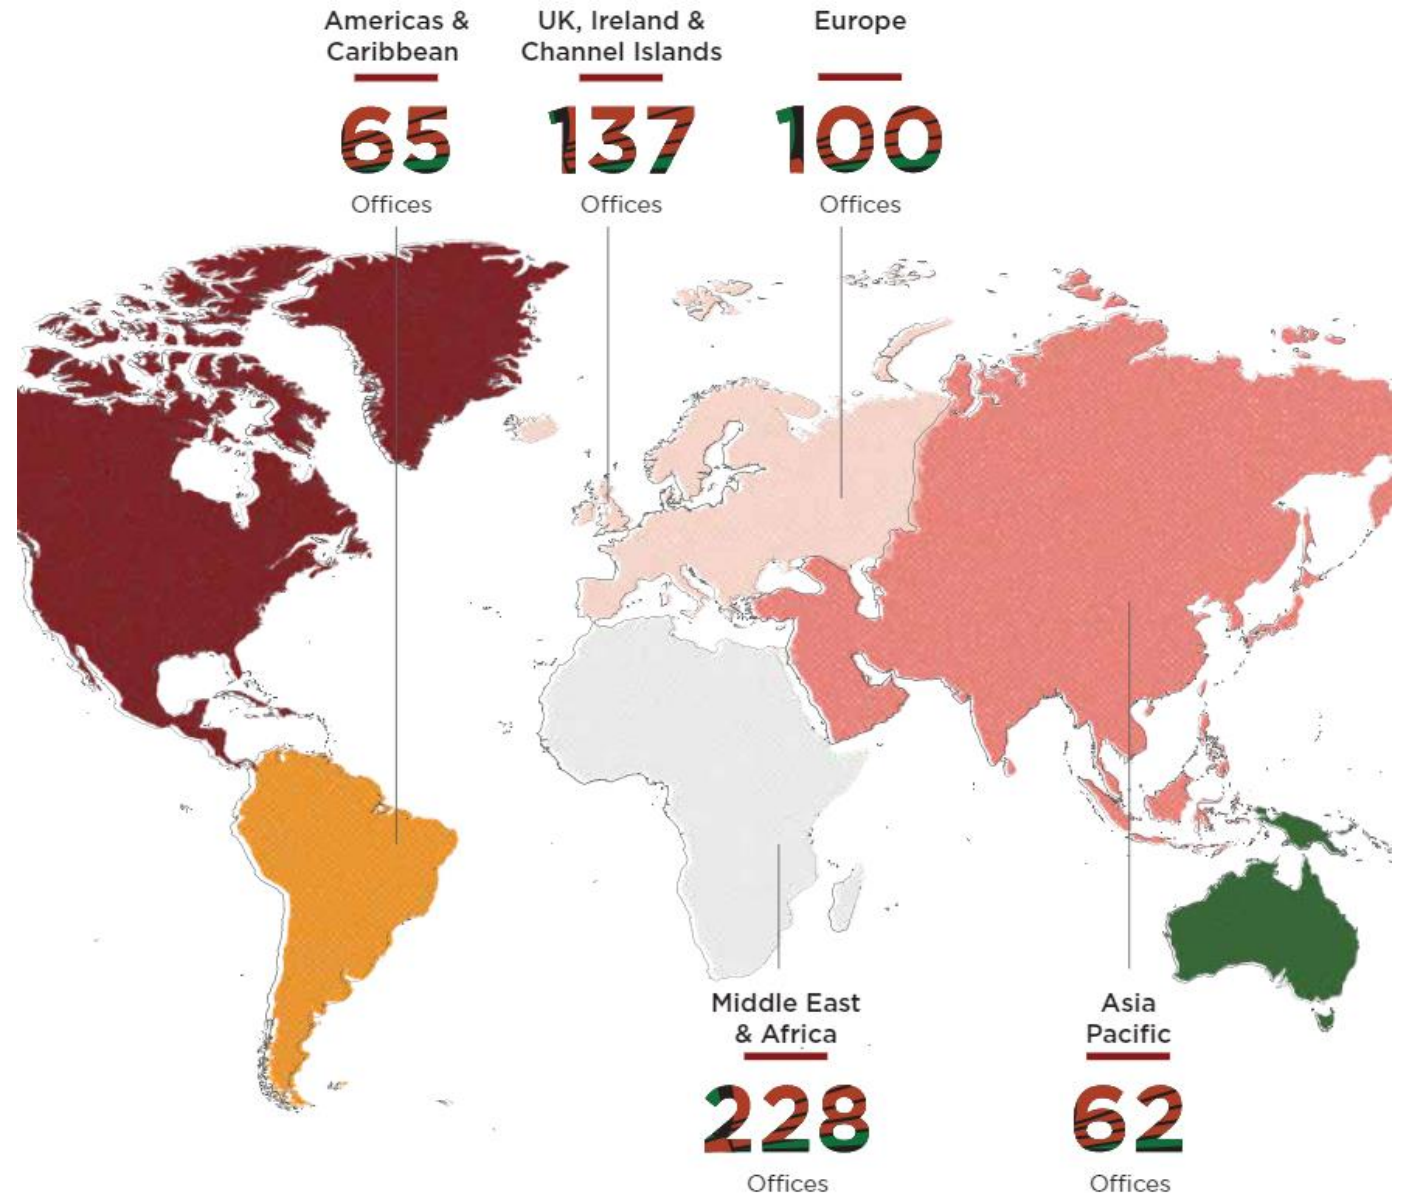 Americas &
Caribbean
65
Offices
UK, Ireland &
Channel Islands
137
Offices
Europe
100
Offices
Middle East
& Africa
228
Offices
Asia
Pacific
62
Offices